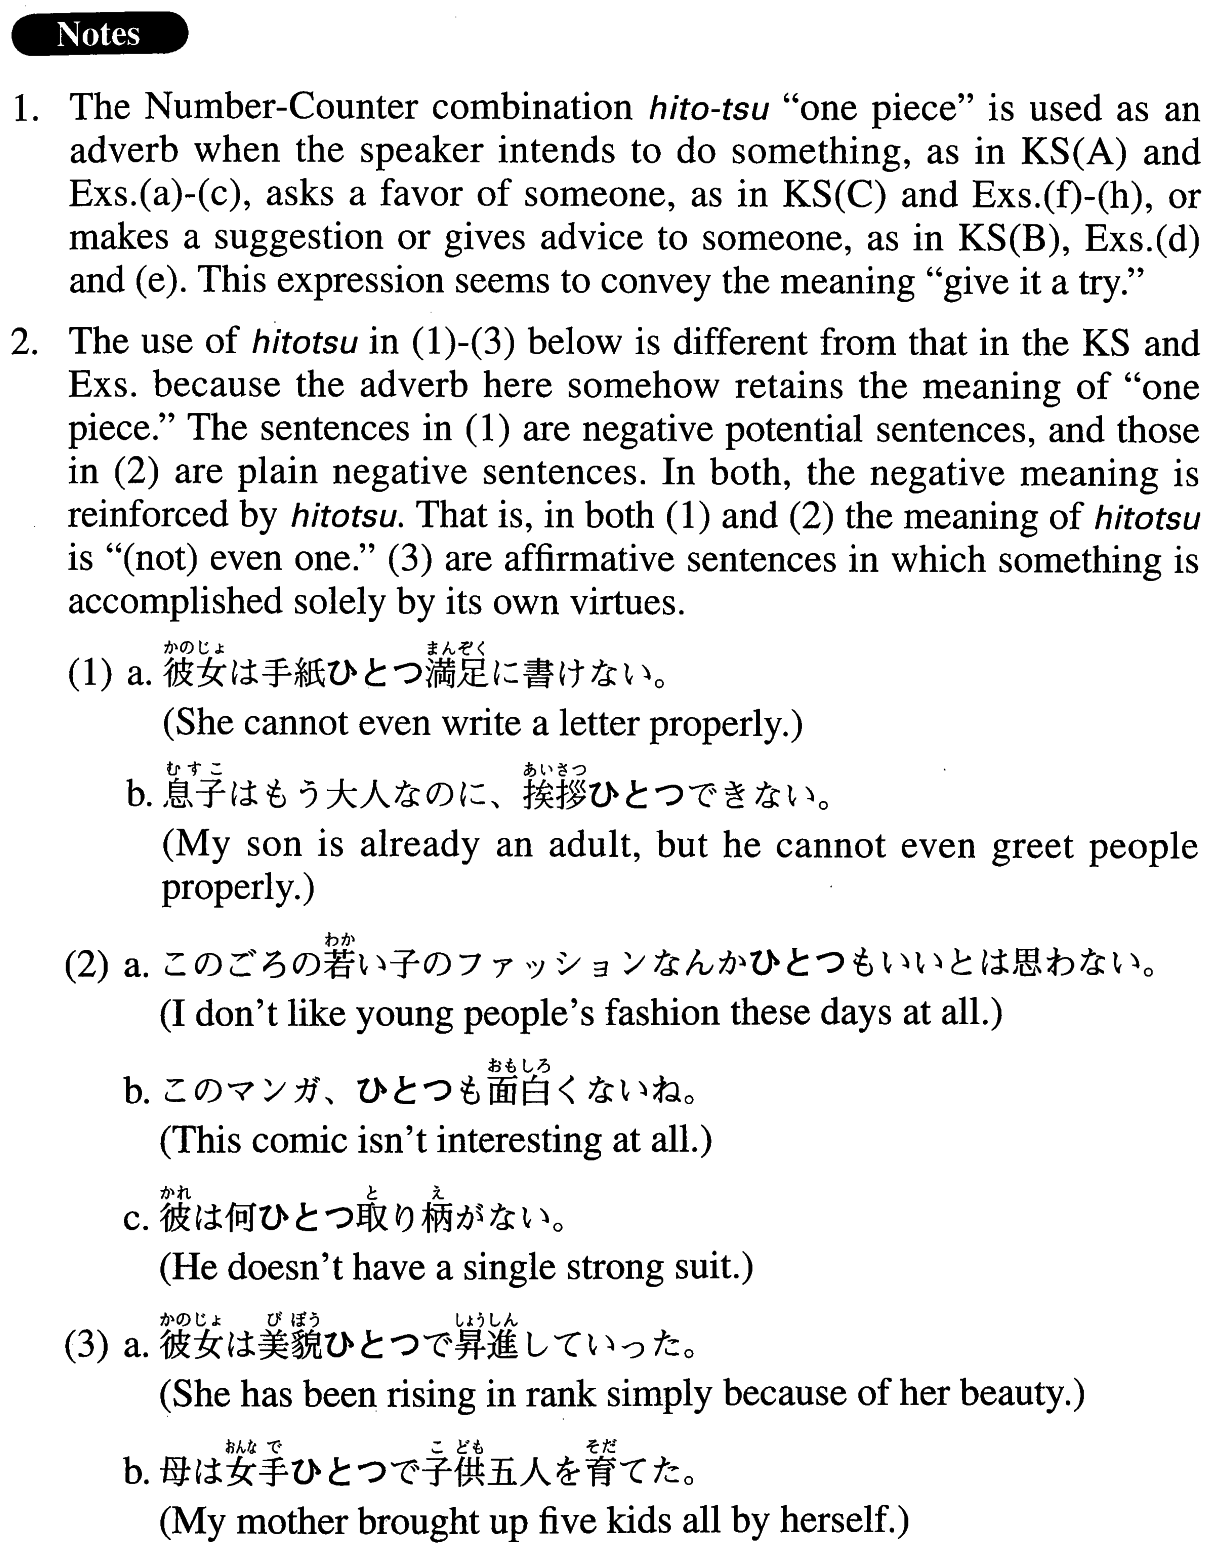 Notes
1. The Number-Counter combination hito-tsu “one piece” is used as an
adverb when the speaker intends to do something, as in KS(A) and
Exs.(a)-(c), asks a favor of someone, as in KS(C) and Exs.(f)-(h), or
makes a suggestion or gives advice to someone, as in KS(B), Exs.(d)
and (e). This expression seems to convey the meaning “give it a try.”
2. The use of hitotsu in (1)-(3) below is different from that in the KS and
Exs. because the adverb here somehow retains the meaning of “one
piece.” The sentences in (1) are negative potential sentences, and those
in (2) are plain negative sentences. In both, the negative meaning is
reinforced by hitotsu. That is, in both (1) and (2) the meaning of hitotsu
is “(not) even one.” (3) are affirmative sentences in which something is
accomplished solely by its own virtues.
かのじょ まんぞく
(1) a. 彼女は手紙ひとつ満足に書けない。
(She cannot even write a letter properly.)
むすこ あいさつ
b. 息子はもう大人なのに、挨拶ひとつできない。
(My son is already an adult, but he cannot even greet people
properly.)
わか
(2) a. このごろの若い子のファッションなんかひとつもいいとは思わない。
(I don’t like young people’s fashion these days at all.)
おもしろ
b. このマンガ、ひとつも面白くないね。
(This comic isn’t interesting at all.)
かれ と え
c. 彼は何ひとつ取り柄がない。
(He doesn’t have a single strong suit.)
かのじょ びぼう しょうしん
(3) a. 彼女は美貌ひとつで昇進していった。
(She has been rising in rank simply because of her beauty.)
おんなで こども そだ
b. 母は女手ひとつで子供五人を育てた。
(My mother brought up five kids all by herself.)